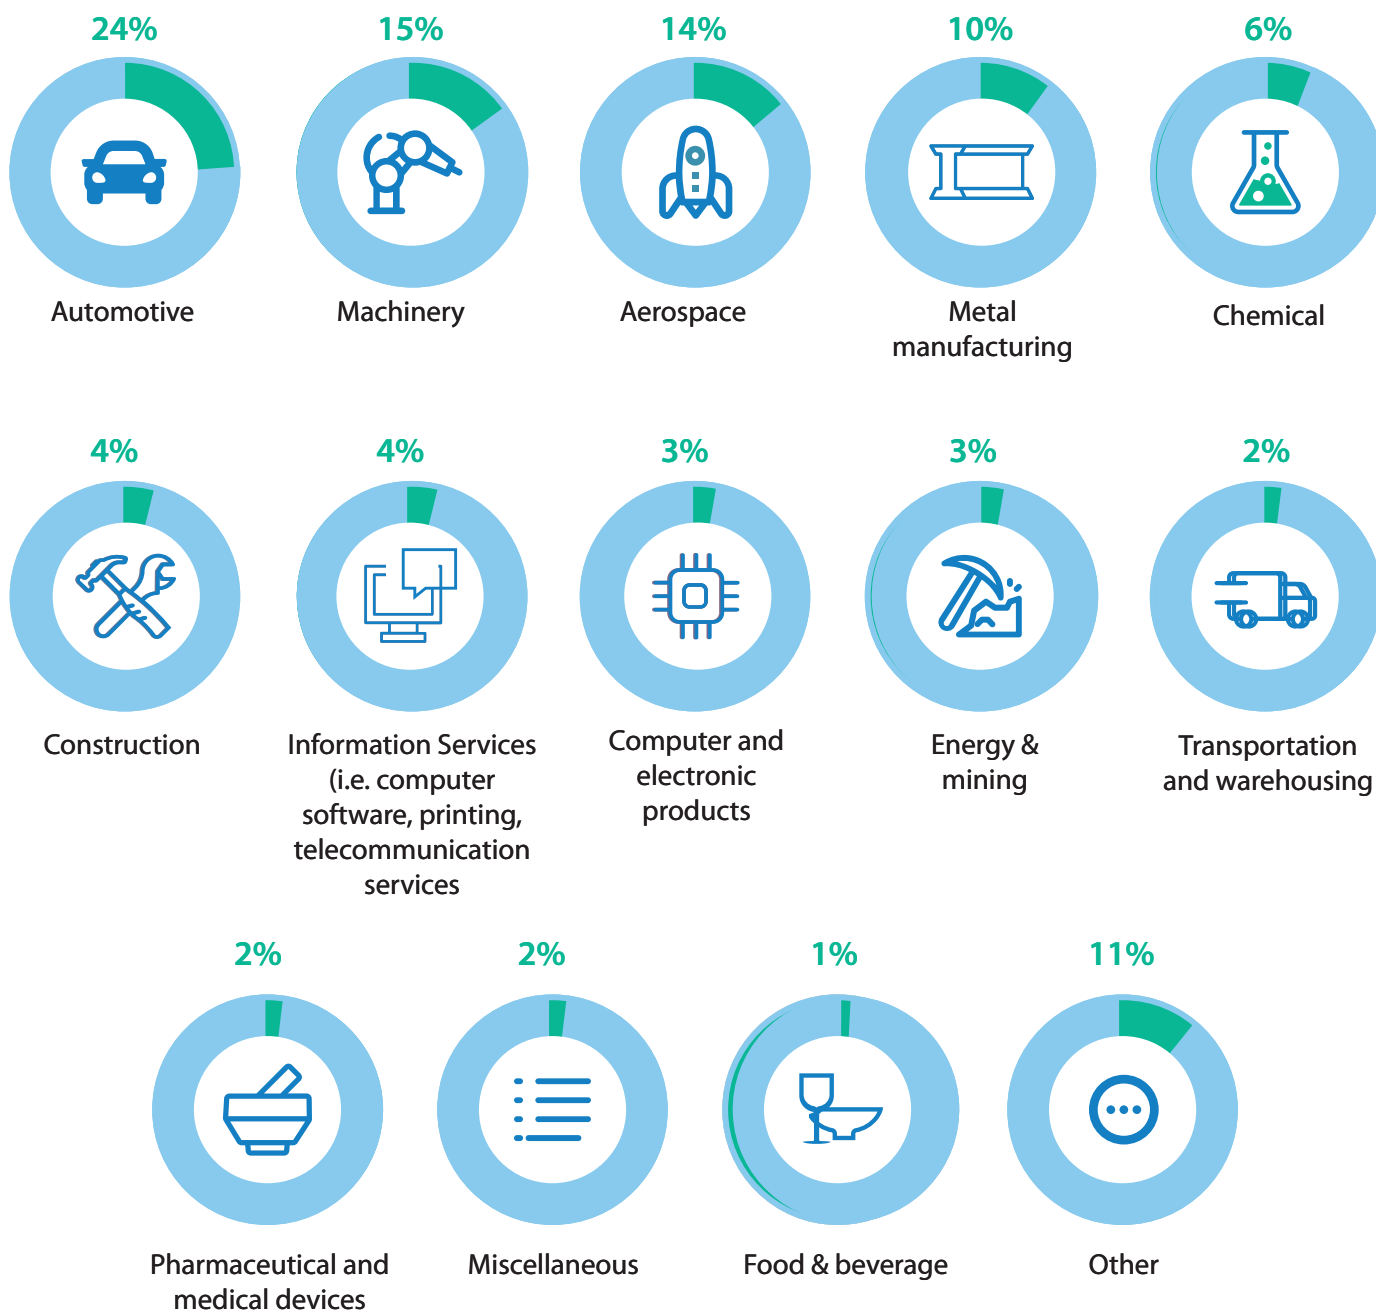 24%
15%
14%
10%
6%
Automotive
Machinery
Aerospace
Metal
manufacturing
Chemical
4%
4%
3%
3%
2%
Construction
Information Services
(i.e. computer
software, printing,
telecommunication
services
Computer and
electronic
products
Energy &
mining
Transportation
and warehousing
2%
2%
1%
11%
Pharmaceutical and
medical devices
Miscellaneous
Food & beverage
Other